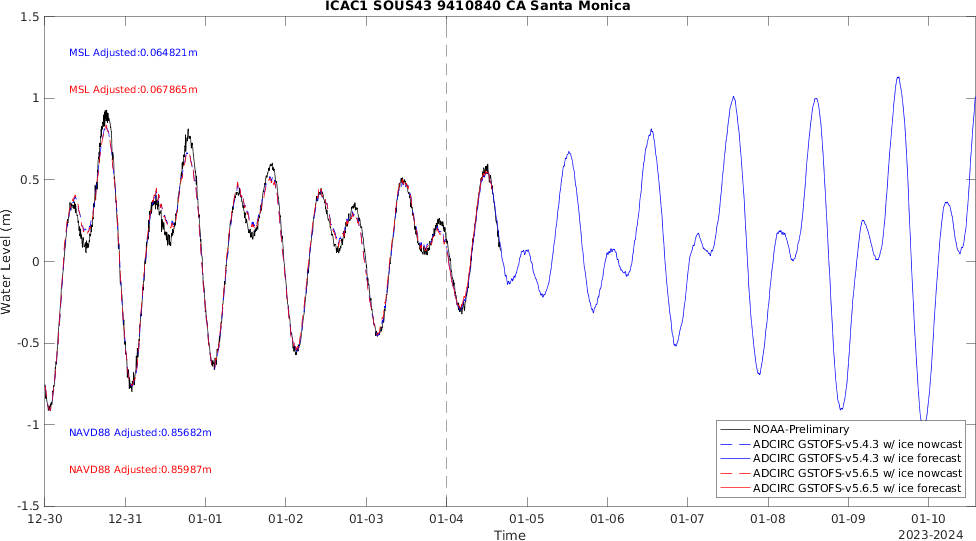 ICAC1 SOUS43 9410840 CA Santa Monica
1.5
1
0.5
0
-0.5
-1
-1.5
Water Level (m)
MSL Adjusted:0.064821m
MSL Adjusted:0.067865m
NAVD88 Adjusted:0.85682m
NAVD88 Adjusted:0.85987m
NOAA-Preliminary
ADCIRC GSTOFS-v5.4.3 w/ ice nowcast
ADCIRC GSTOFS-v5.4.3 w/ ice forecast
ADCIRC GSTOFS-v5.6.5 w/ ice nowcast
ADCIRC GSTOFS-v5.6.5 w/ ice forecast
12-30 12-31 01-01 01-02 01-03 01-04 01-05 01-06 01-07 01-08 01-09 01-10
Time
2023-2024